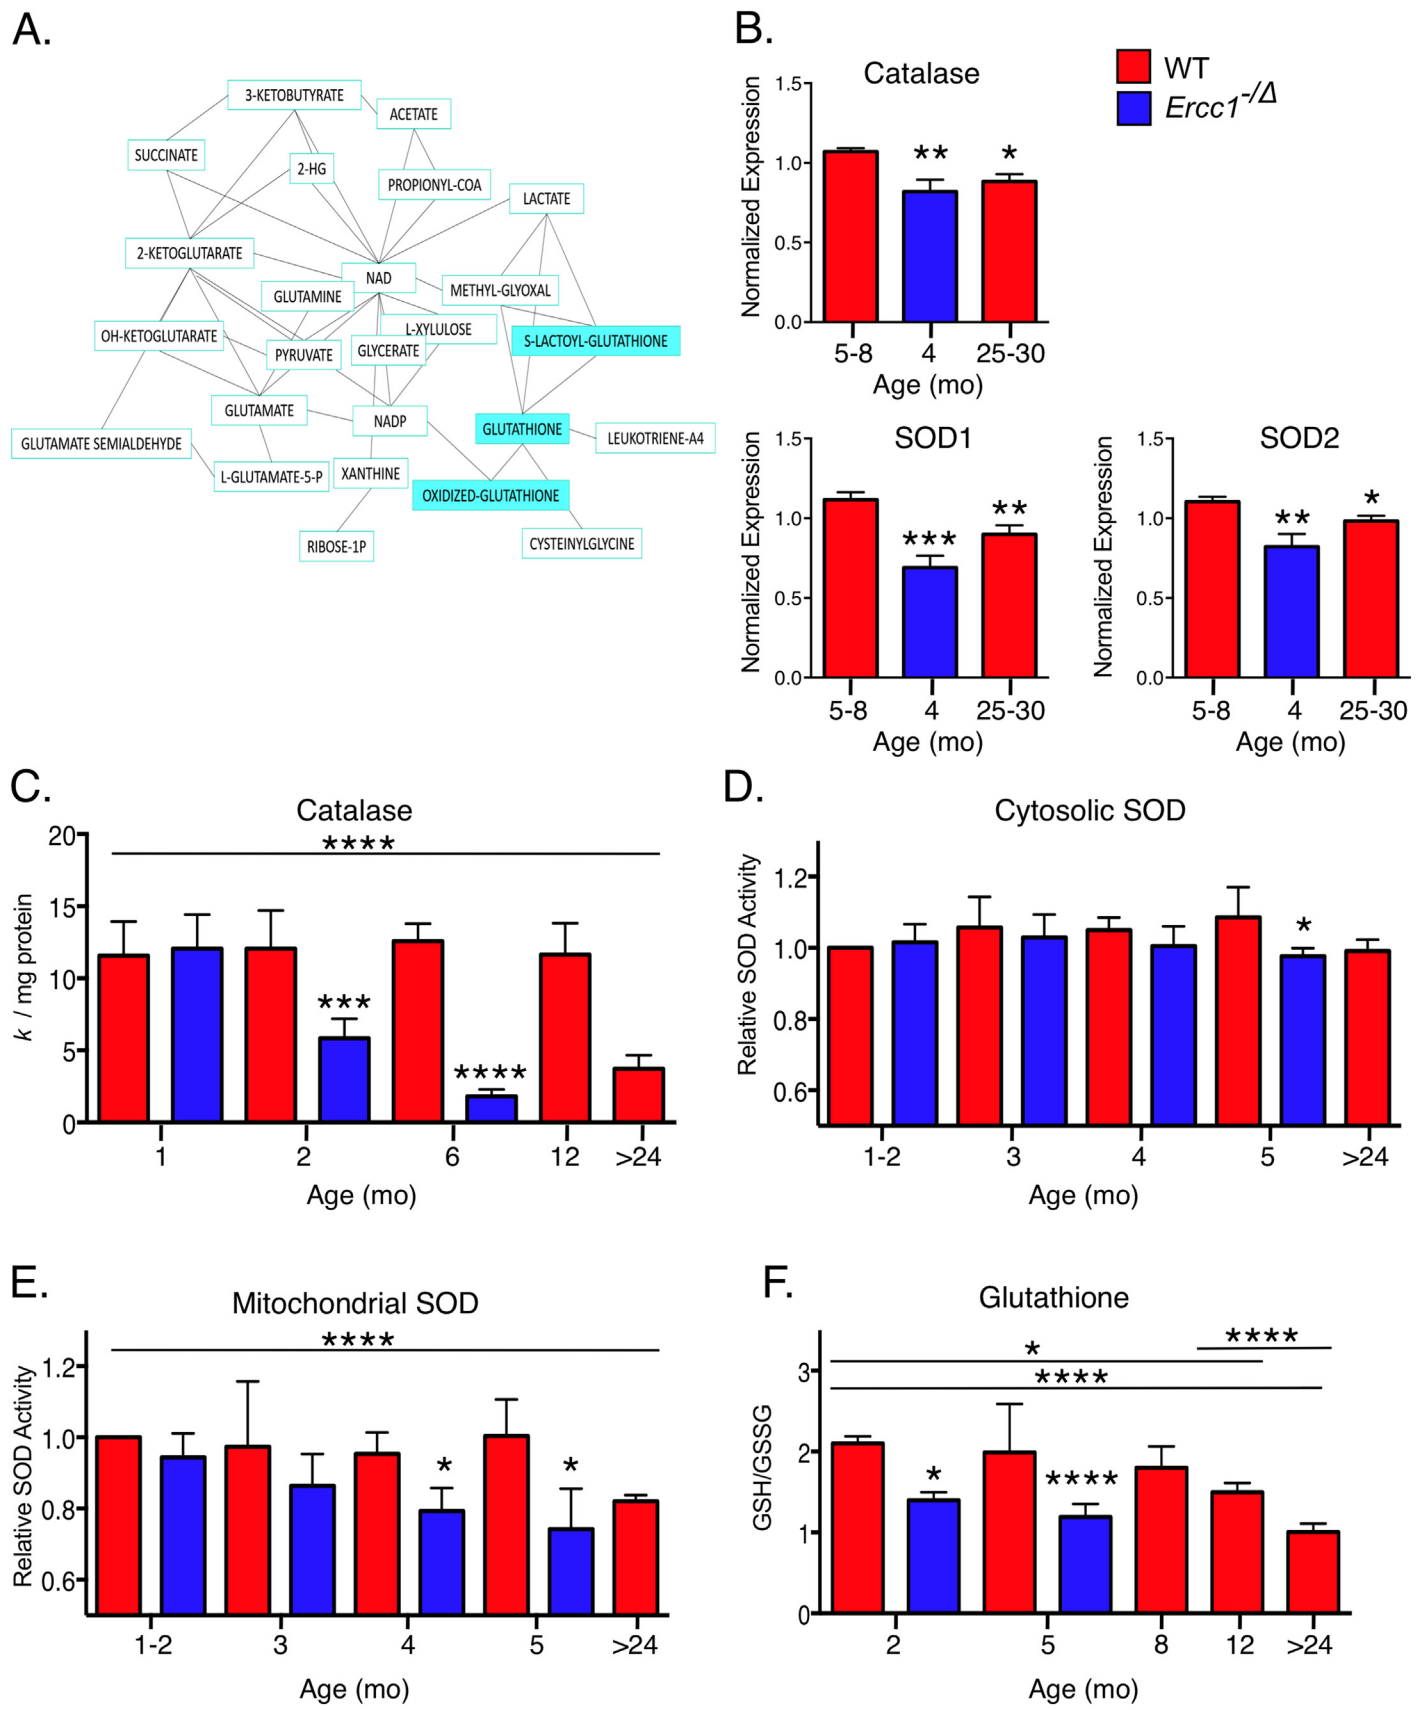 A.
3-KETOBUTYRATE
ACETATE
SUCCINATE
2-HG
PROPIONYL-COA
LACTATE
2-KETOGLUTARATE
NAD
GLUTAMINE
METHYL-GLYOXAL
OH-KETOGLUTARATE
L-XYLULOSE
S-LACTOYL-GLUTATHIONE
PYRUVATE
GLYCERATE
GLUTAMATE
NADP
GLUTATHIONE
LEUKOTRIENE-A4
GLUTAMATE SEMIALDEHYDE
L-GLUTAMATE-5-P
XANTHINE
OXIDIZED-GLUTATHIONE
RIBOSE-1P
CYSTEINYLGLYCINE
B.
WT
Ercc1-/Δ
Catalase
Normalized Expression
1.5
1.0
0.5
0.0
** *
5-8 4 25-30
Age (mo)
SOD1
Normalized Expression
1.5
1.0
0.5
0.0
*** **
5-8 4 25-30
Age (mo)
SOD2
Normalized Expression
1.5
1.0
0.5
0.0
** *
5-8 4 25-30
Age (mo)
C.
Catalase
k / mg protein
20
15
10
5
0
****
***
****
1 2 6 12 >24
Age (mo)
D.
Cytosolic SOD
Relative SOD Activity
1.2
1.0
0.8
0.6
*
1-2 3 4 5 >24
Age (mo)
E.
Mitochondrial SOD
Relative SOD Activity
1.2
1.0
0.8
0.6
****
* *
1-2 3 4 5 >24
Age (mo)
F.
Glutathione
GSH/GSSG
3
2
1
0
****
*
****
* ****
2 5 8 12 >24
Age (mo)